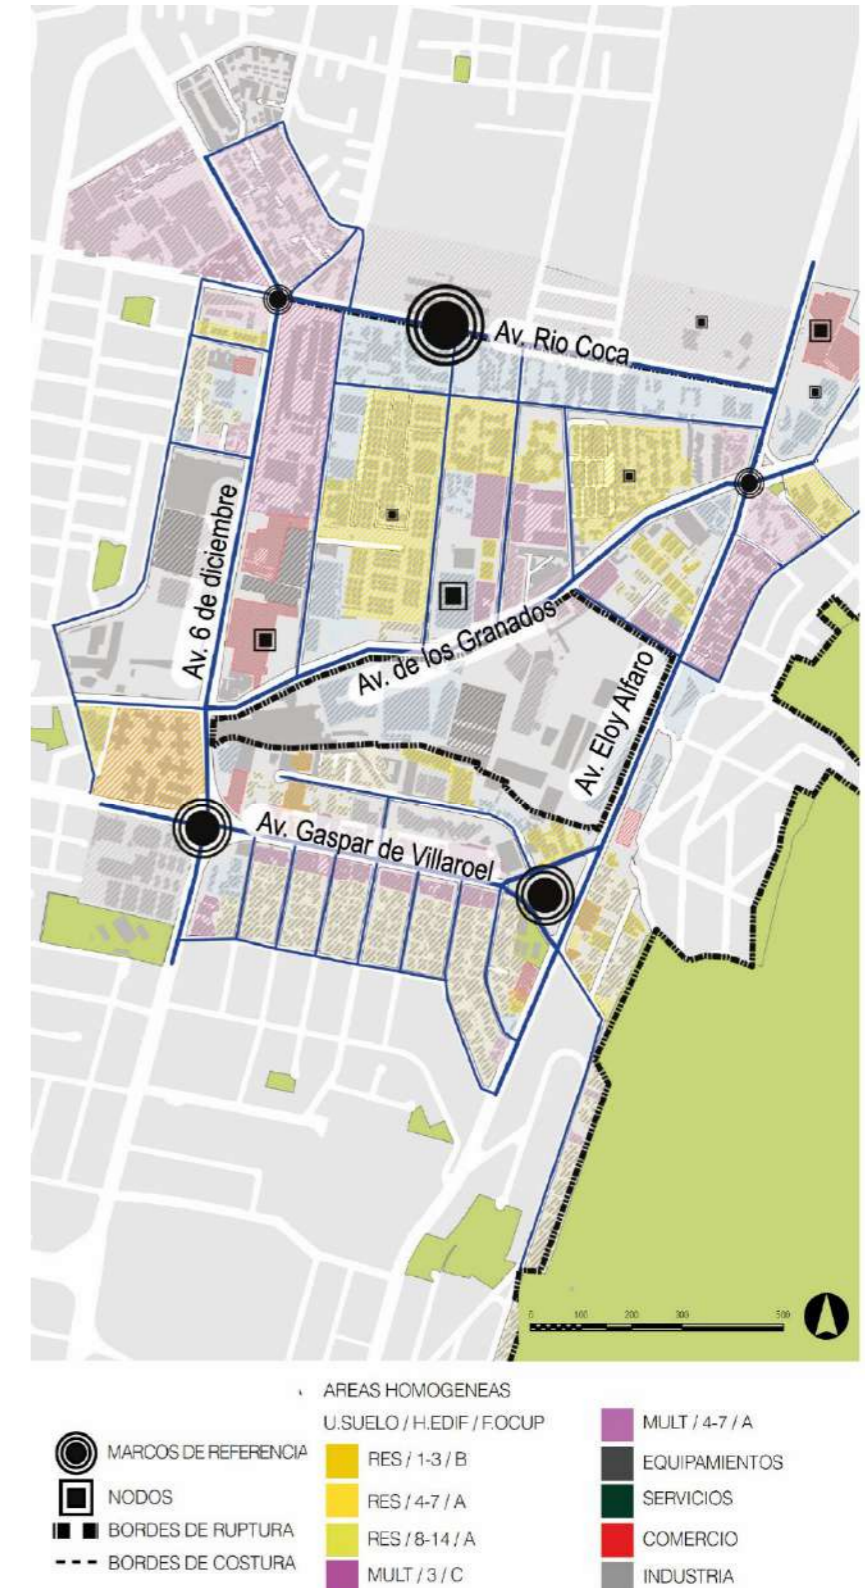 Av. Rio Coca
Av. 6 de diciembre
Av. de los Granados
Av. Eloy Alfaro
Av. Gaspar de Villaroel
0 100 200 300 500
AREAS HOMOGENEAS
U.SUELO / H.EDIF / F.OCUP
MARCOS DE REFERENCIA
NODOS
BORDES DE RUPTURA
BORDES DE COSTURA
RES / 1-3 / B
RES / 4-7 / A
RES / 8-14 / A
MULT / 3 / C
MULT / 4-7 / A
EQUIPAMIENTOS
SERVICIOS
COMERCIO
INDUSTRIA